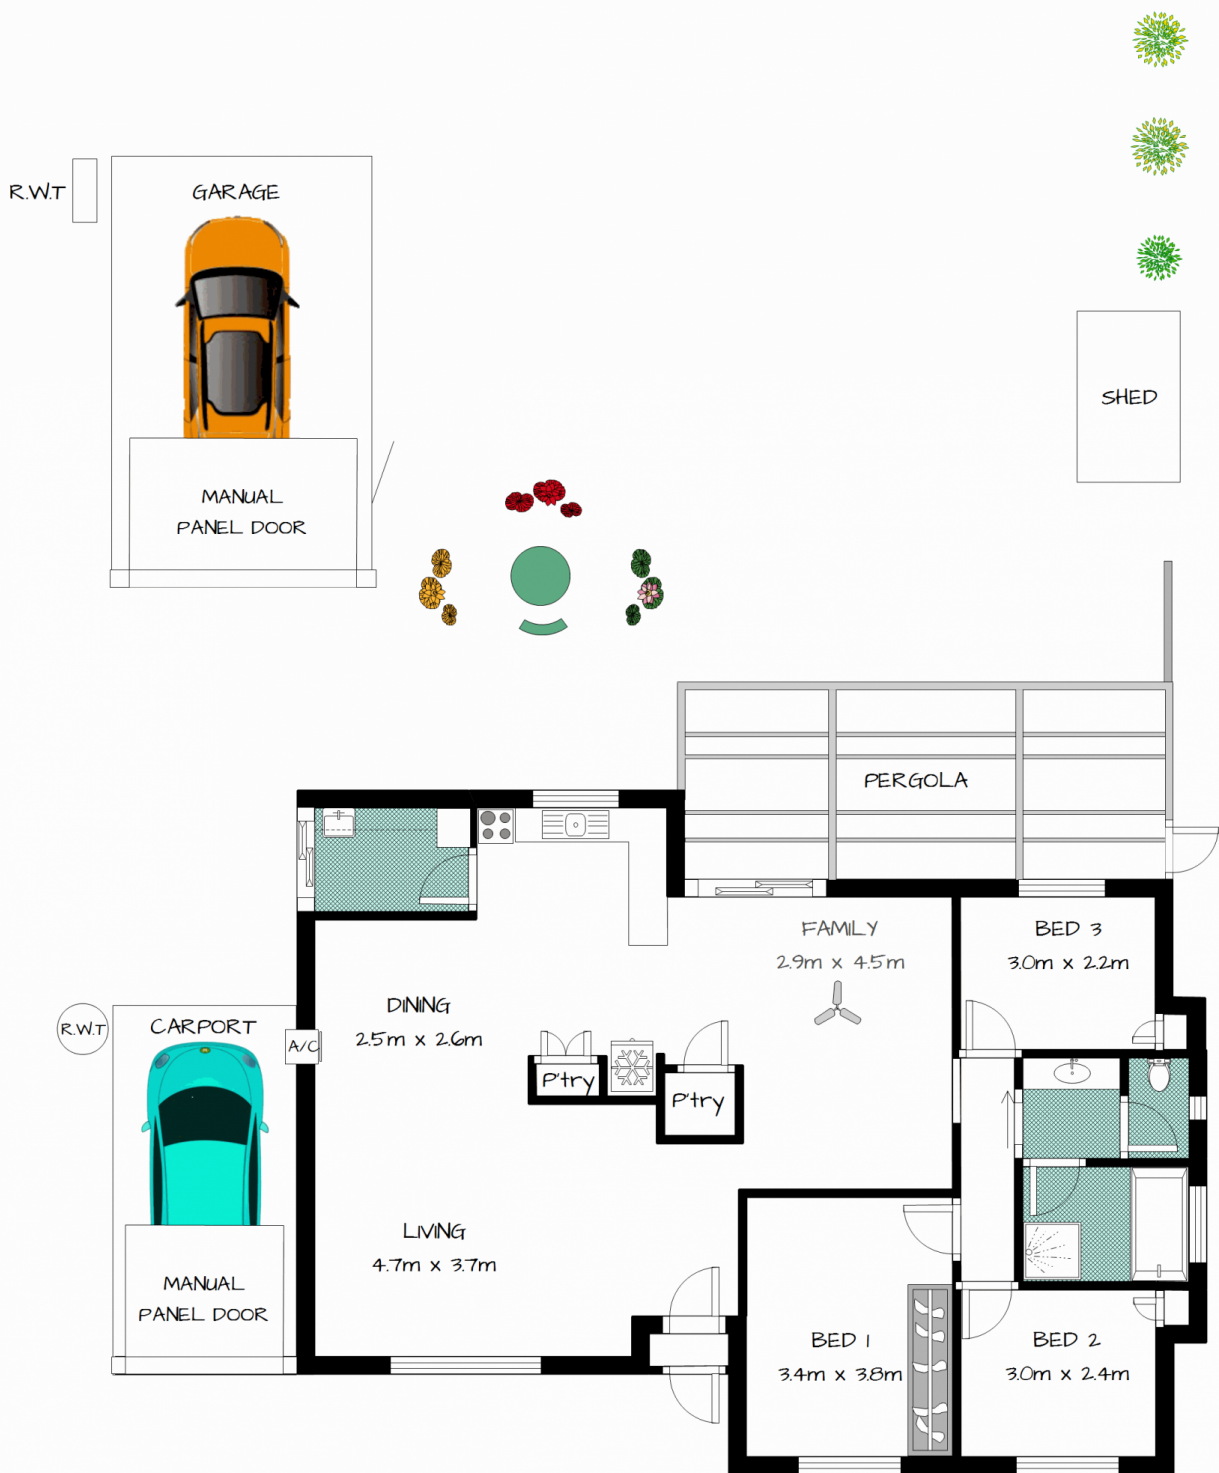 R.W.T
GARAGE
MANUAL
PANEL DOOR
SHED
PERGOLA
FAMILY
2.9m x 4.5m
BED 3
3.0m x 2.2m
DINING
2.5m x 2.6m
R.W.T
CARPORT
A/C
P'try
P'try
LIVING
4.7m x 3.7m
MANUAL
PANEL DOOR
BED 1
3.4m x 3.8m
BED 2
3.0m x 2.4m